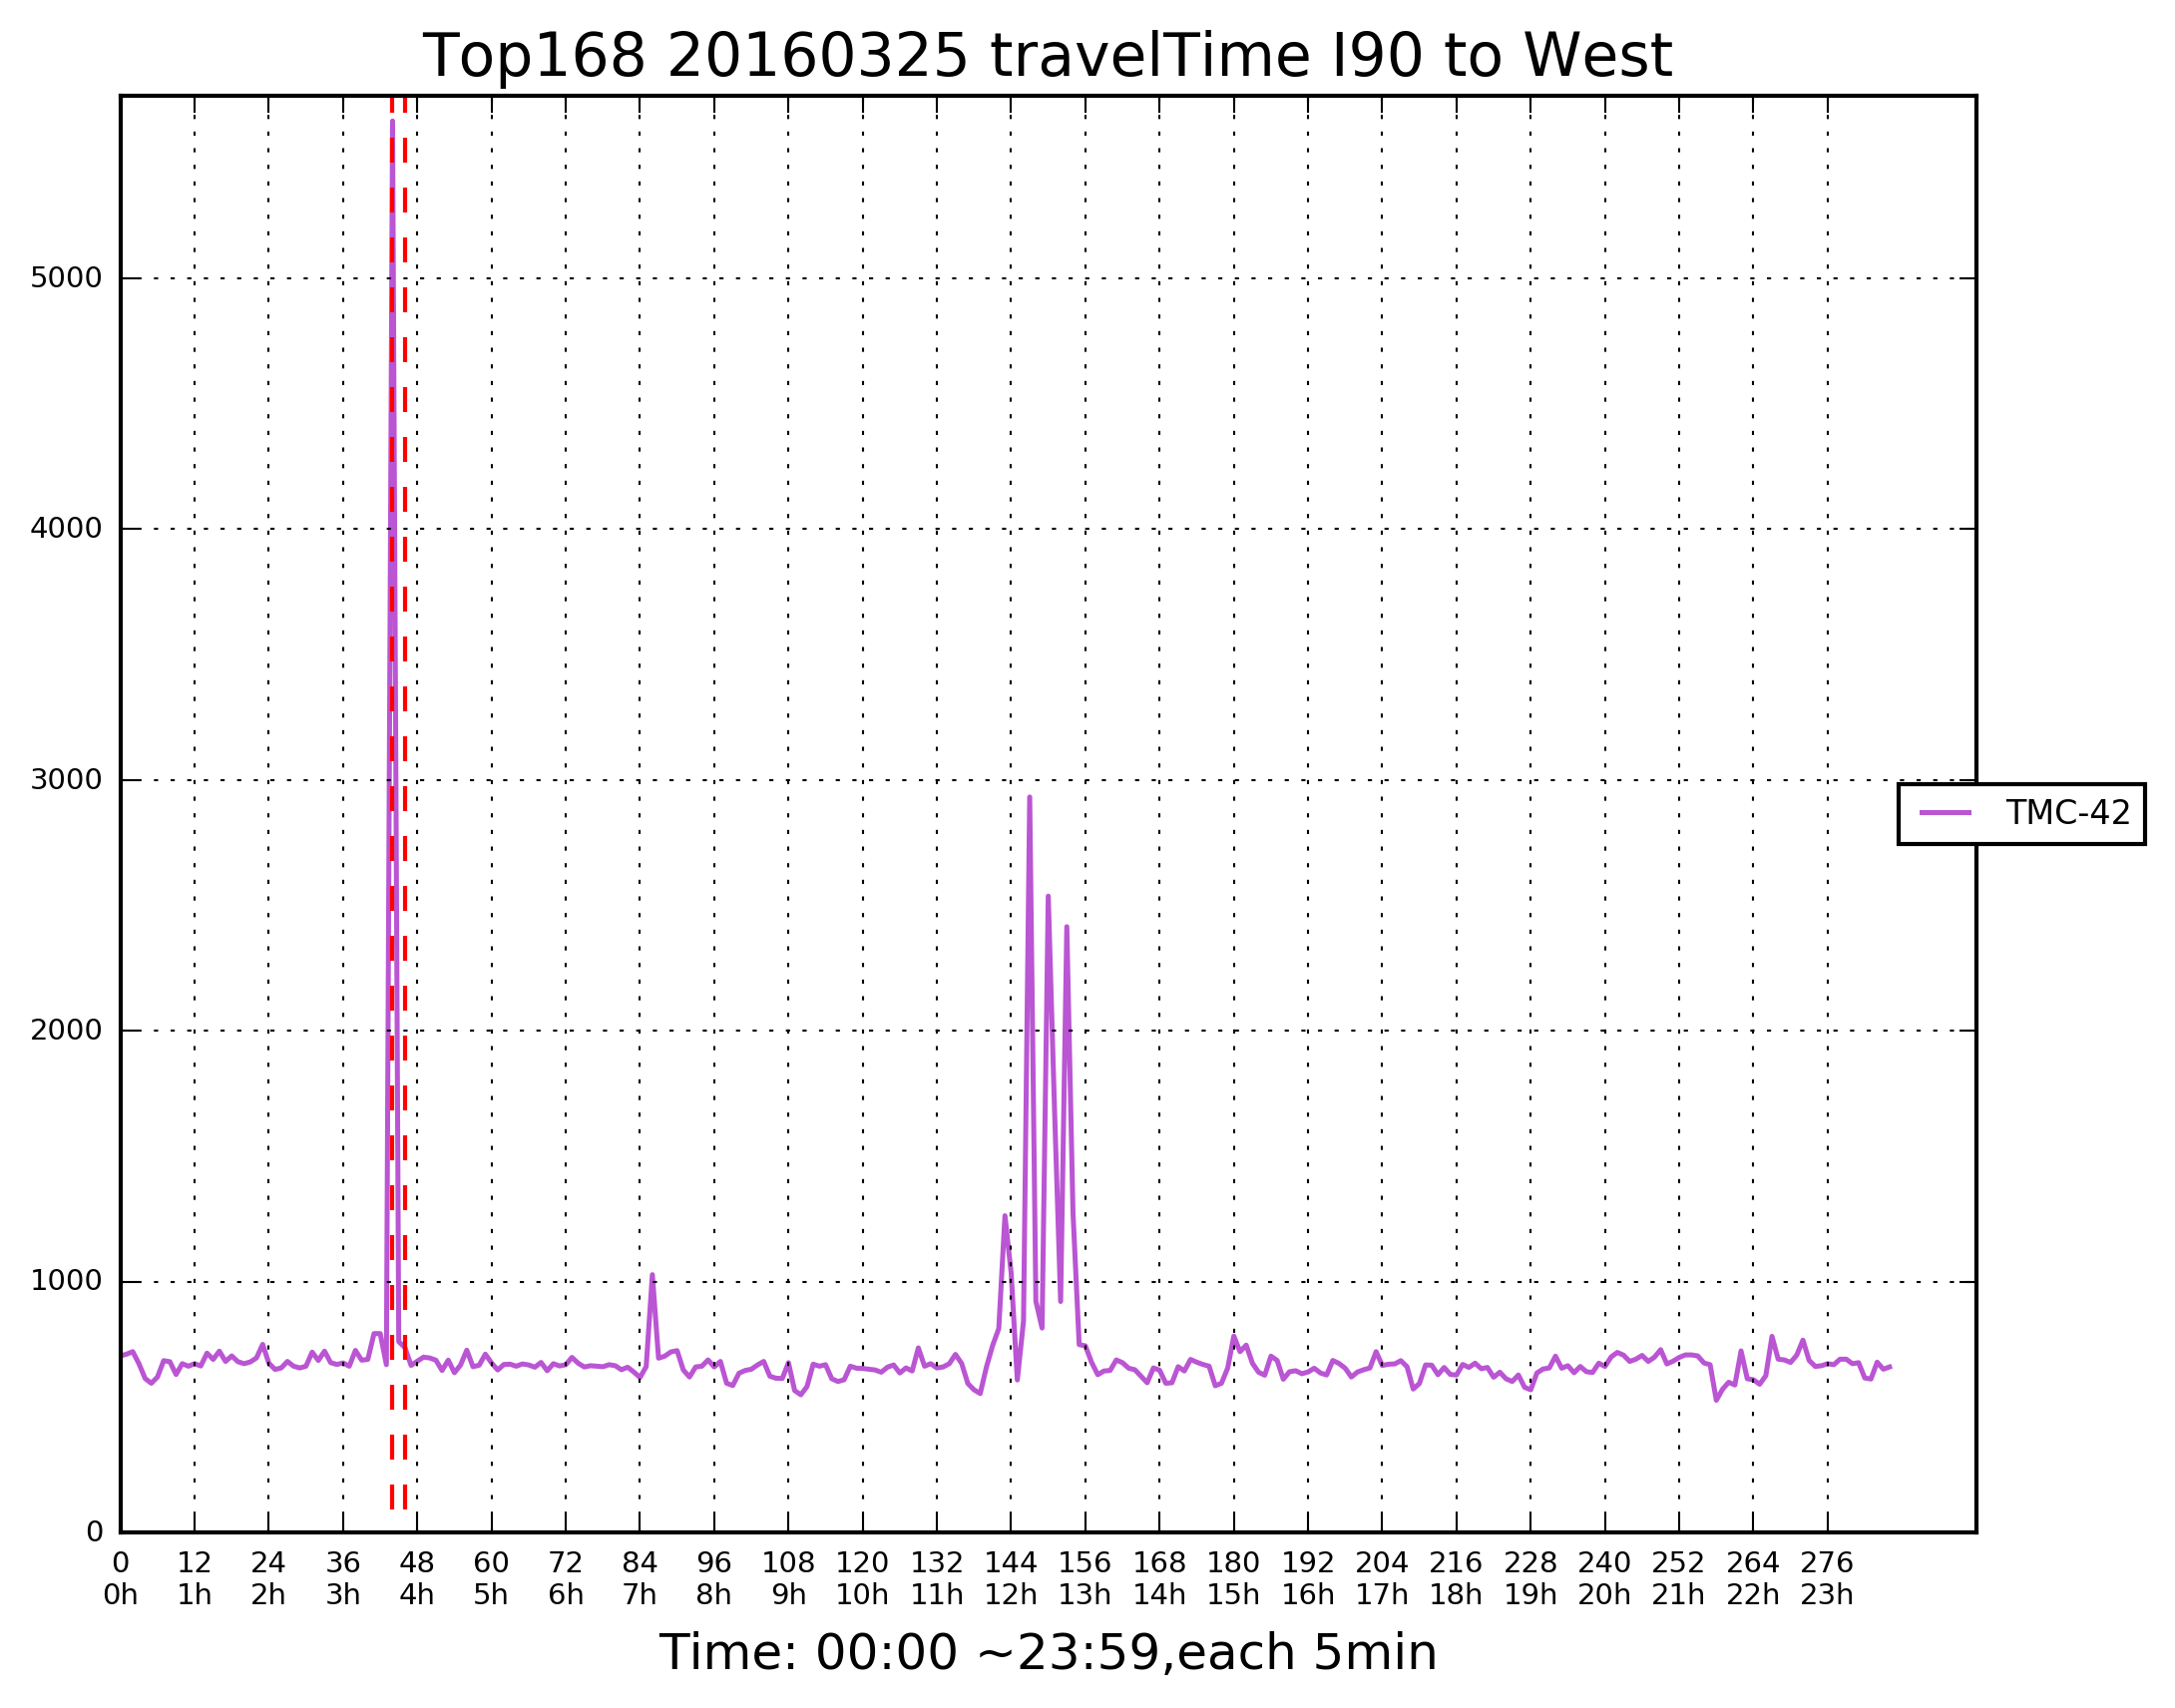 Top168 20160325 travelTime I90 to West
5000
4000
3000
2000
1000
0
TMC-42
0 12 24 36 48 60 72 84 96 108 120 132 144 156 168 180 192 204 216 228 240 252 264 276
0h 1h 2h 3h 4h 5h 6h 7h 8h 9h 10h 11h 12h 13h 14h 15h 16h 17h 18h 19h 20h 21h 22h 23h
Time: 00:00 ~23:59,each 5min